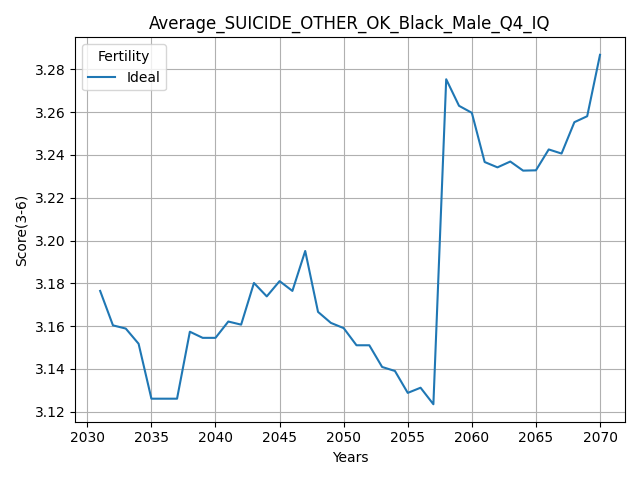 Average_SUICIDE_OTHER_OK_Black_Male_Q4_IQ
Fertility
Ideal
Score(3-6)
3.28
3.26
3.24
3.22
3.20
3.18
3.16
3.14
3.12
2030 2035 2040 2045 2050 2055 2060 2065 2070
Years